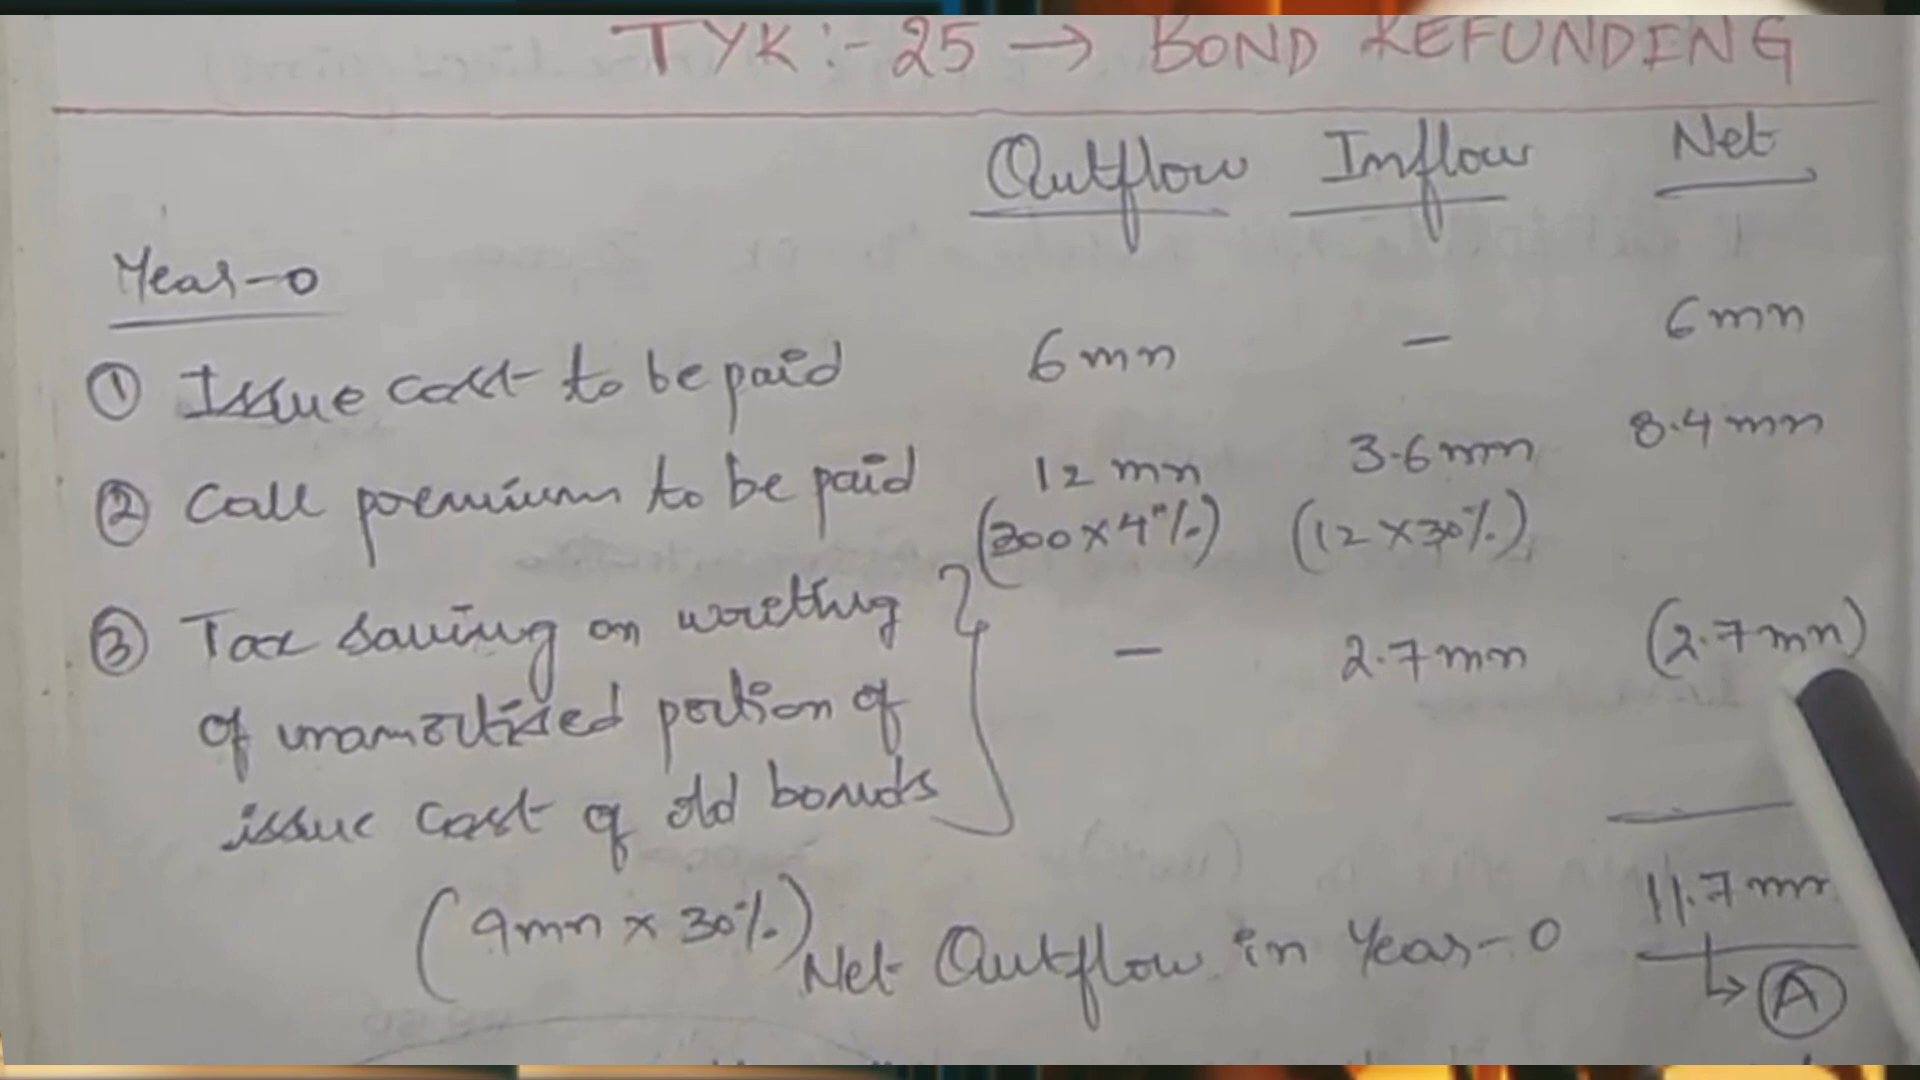 TYK:- 25 → BOND REFUNDING
Outflow Inflow Net
Year-0
① Issue cost to be paid 6mn — 6mn
② Call premium to be paid 12 mn 3.6mn 8.4mn
(300×4%) (12×30%)
③ Tax saving on writing — 2.7mn (2.7mn)
of unamortised portion of
issue cost of old bonds
(9mn × 30%) 11.7mn
Net Outflow in Year-0
↳ Ⓐ